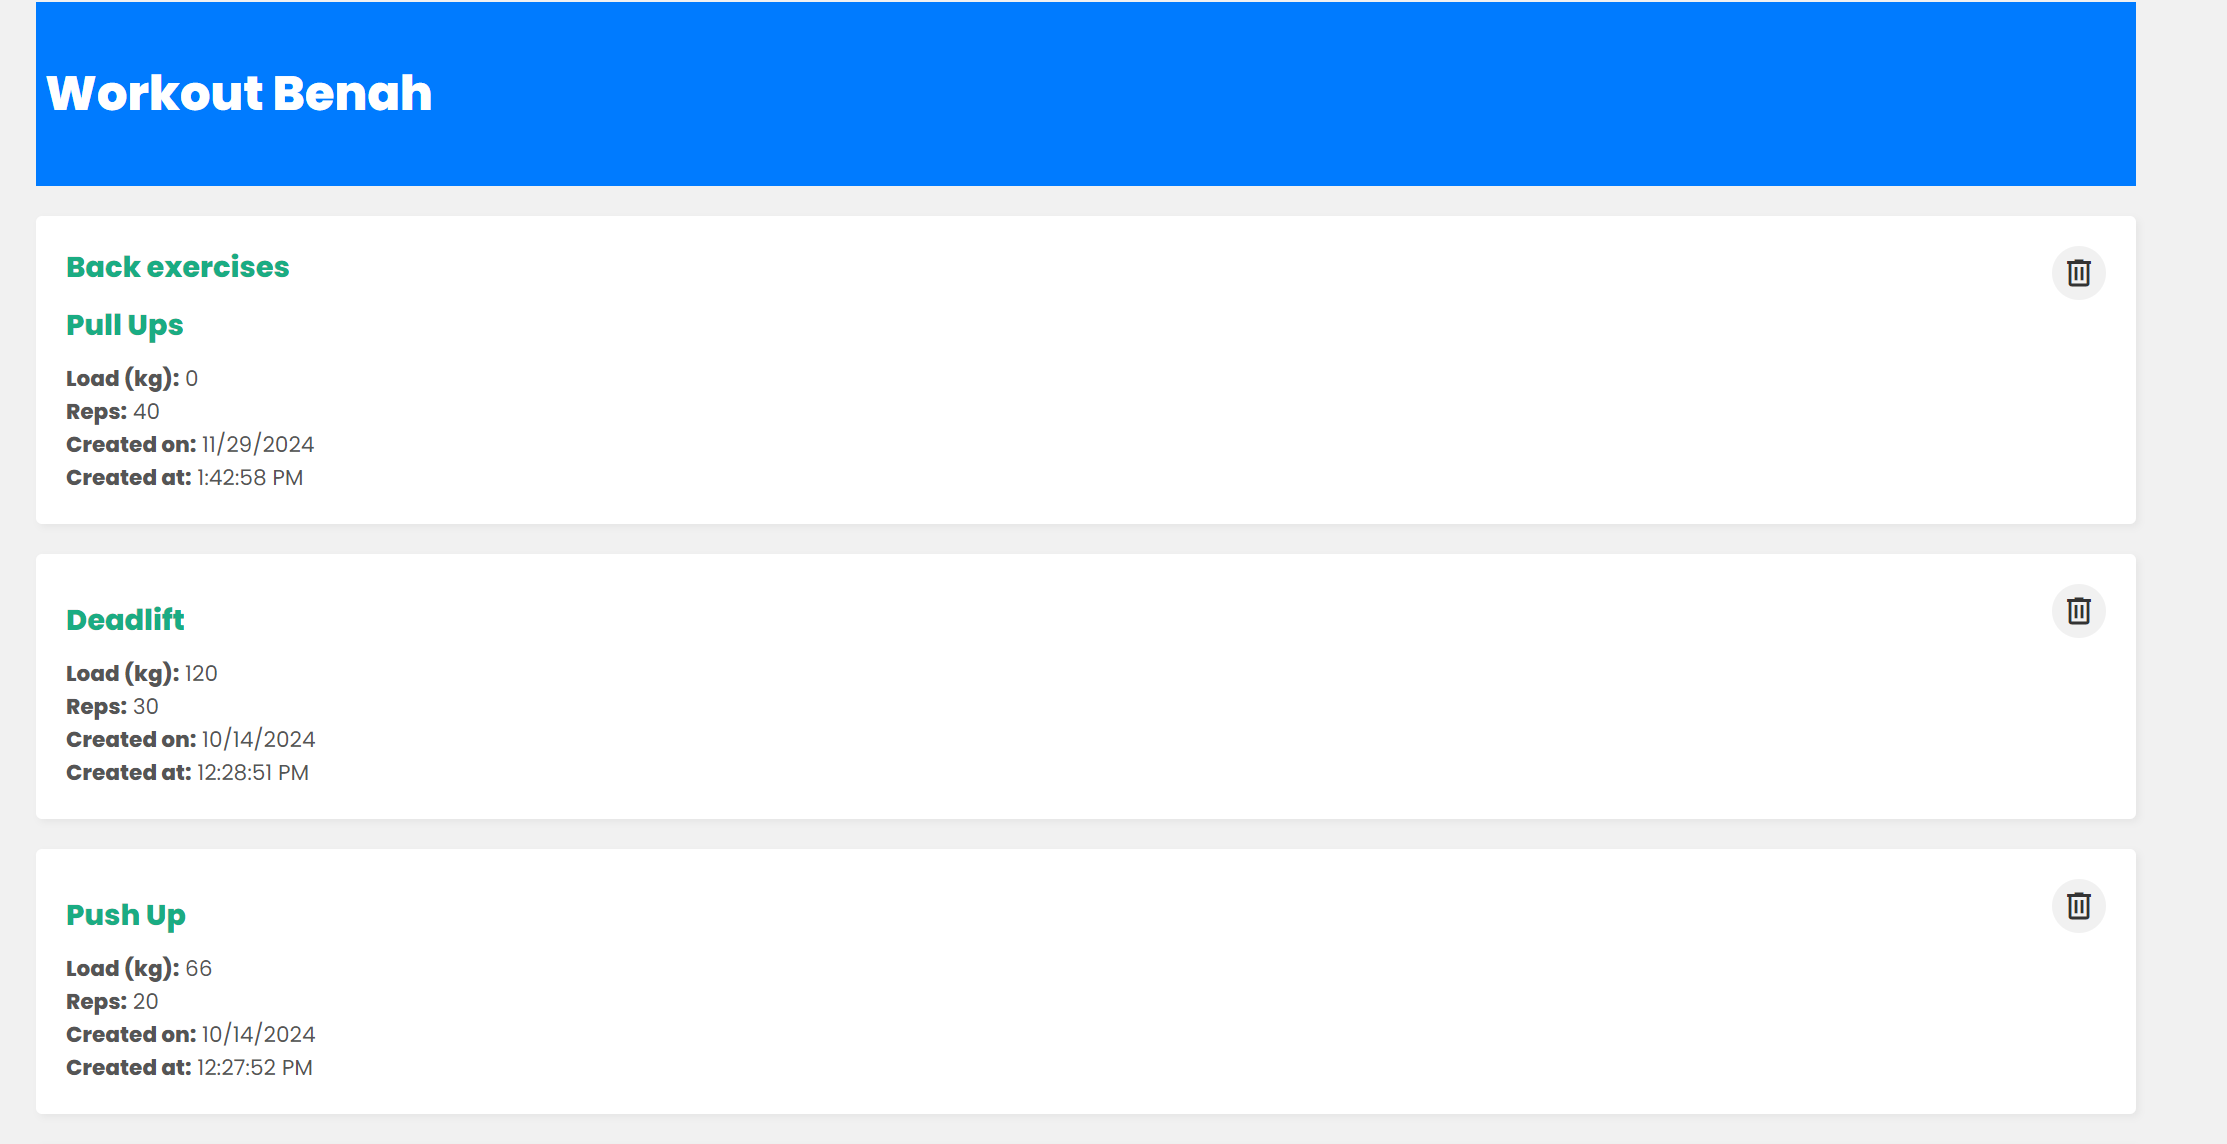 Workout Benah
Back exercises
Pull Ups
Load (kg): 0
Reps: 40
Created on: 11/29/2024
Created at: 1:42:58 PM
Deadlift
Load (kg): 120
Reps: 30
Created on: 10/14/2024
Created at: 12:28:51 PM
Push Up
Load (kg): 66
Reps: 20
Created on: 10/14/2024
Created at: 12:27:52 PM